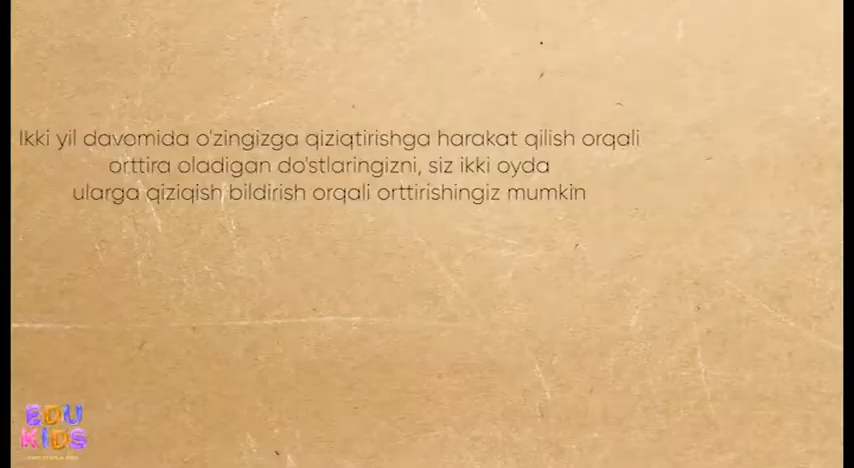 Ikki yil davomida o'zingizga qiziqtirishga harakat qilish orqali
orttira oladigan do'stlaringizni, siz ikki oyda
ularga qiziqish bildirish orqali orttirishingiz mumkin
EDU
KIDS